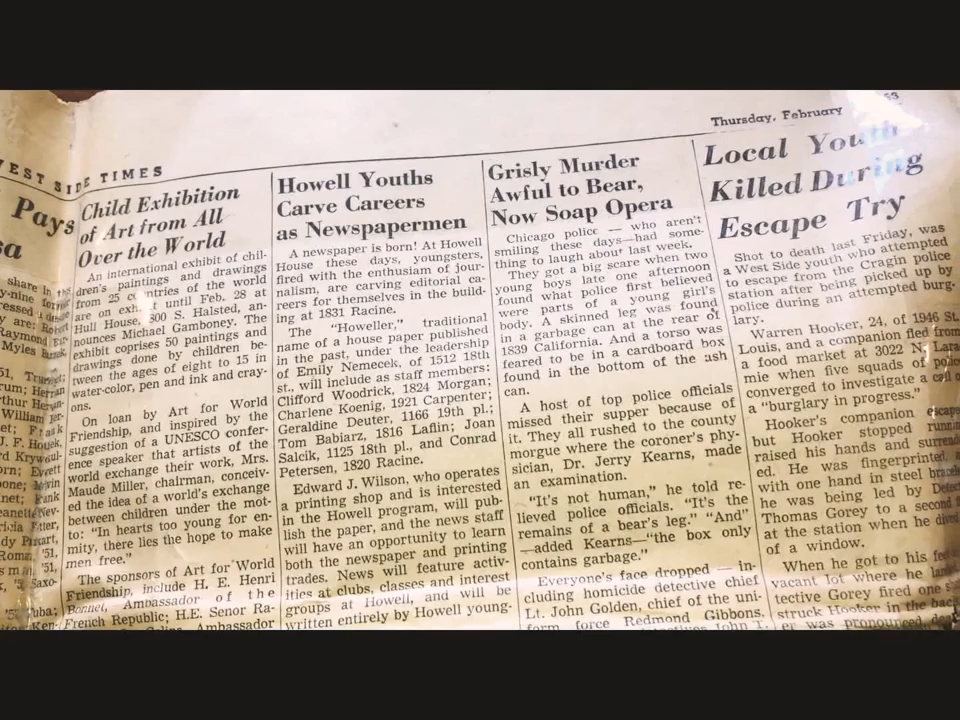 Thursday, February
53
WEST SIDE TIMES
Pays
share in
Child Exhibition
of Art from All
Over the World
An international exhibit of chil-
dren's paintings and drawings
from 25 countries of the world
are on until Feb. 28 at
Hull House, 800 S. Halsted, an-
nounces Michael Gamboney. The
exhibit coprises 50 paintings and
drawings done by children be-
tween the ages of eight to 15 in
water-color, pen and ink and cray-
ons.
On loan by Art for World
Friendship, and inspired by the
suggestion of a UNESCO confer-
ence speaker that artists of the
world exchange their work, Mrs.
Maude Miller, chairman, conceiv-
ed the idea of a world's exchange
between children under the mot-
to: "In hearts too young for en-
mity, there lies the hope to make
men free."
The sponsors of Art for World
Friendship, include H. E. Henri
Bonnet, Ambassador of the
French Republic; H.E. Senor Ra-
Ambassador
Howell Youths
Carve Careers
as Newspapermen
A newspaper is born! At Howell
House these days, youngsters,
fired with the enthusiasm of jour-
nalism, are carving editorial ca-
reers for themselves in the build-
ing at 1831 Racine.
The "Howeller," traditional
name of a house paper published
in the past, under the leadership
of Emily Nemecek, of 1512 18th
st., will include as staff members:
Clifford Woodrick, 1824 Morgan;
Charlene Koenig, 1921 Carpenter;
Geraldine Deuter, 1166 19th pl.;
Tom Babiarz, 1816 Laflin; Joan
Salcik, 1125 18th pl., and Conrad
Petersen, 1820 Racine.
Edward J. Wilson, who operates
a printing shop and is interested
in the Howell program, will pub-
lish the paper, and the news staff
will have an opportunity to learn
both the newspaper and printing
trades. News will feature activ-
ities at clubs, classes and interest
groups at Howell, and will be
written entirely by Howell young-
Grisly Murder
Awful to Bear,
Now Soap Opera
Chicago police — who aren't
smiling these days—had some-
thing to laugh about last week.
They got a big scare when two
young boys late one afternoon
found what police first believed
were parts of a young girl's
body. A skinned leg was found
in a garbage can at the rear of
1839 California. And a torso was
feared to be in a cardboard box
found in the bottom of the ash
can.
A host of top police officials
missed their supper because of
it. They all rushed to the county
morgue where the coroner's phy-
sician, Dr. Jerry Kearns, made
an examination.
"It's not human," he told re-
lieved police officials. "It's the
remains of a bear's leg." "And"
—added Kearns—"the box only
contains garbage."
Everyone's face dropped — in-
cluding homicide detective chief
Lt. John Golden, chief of the uni-
form force Redmond Gibbons.
John T.
Local Youth
Killed During
Escape Try
Shot to death last Friday, was
a West Side youth who attempted
to escape from the Cragin police
station after being picked up by
police during an attempted burg-
lary.
Warren Hooker, 24, of 1946 St.
Louis, and a companion fled from
a food market at 3022 N. Lara-
mie when five squads of police
converged to investigate a call of
a "burglary in progress."
Hooker's companion escaped
but Hooker stopped running
raised his hands and surrender-
ed. He was fingerprinted,
with one hand in steel bracelet
he was being led by
Thomas Gorey to a second
at the station when he dived
of a window.
When he got to his feet
vacant lot where he
tective Gorey fired one
struck Hooker in the back
er was pronounced